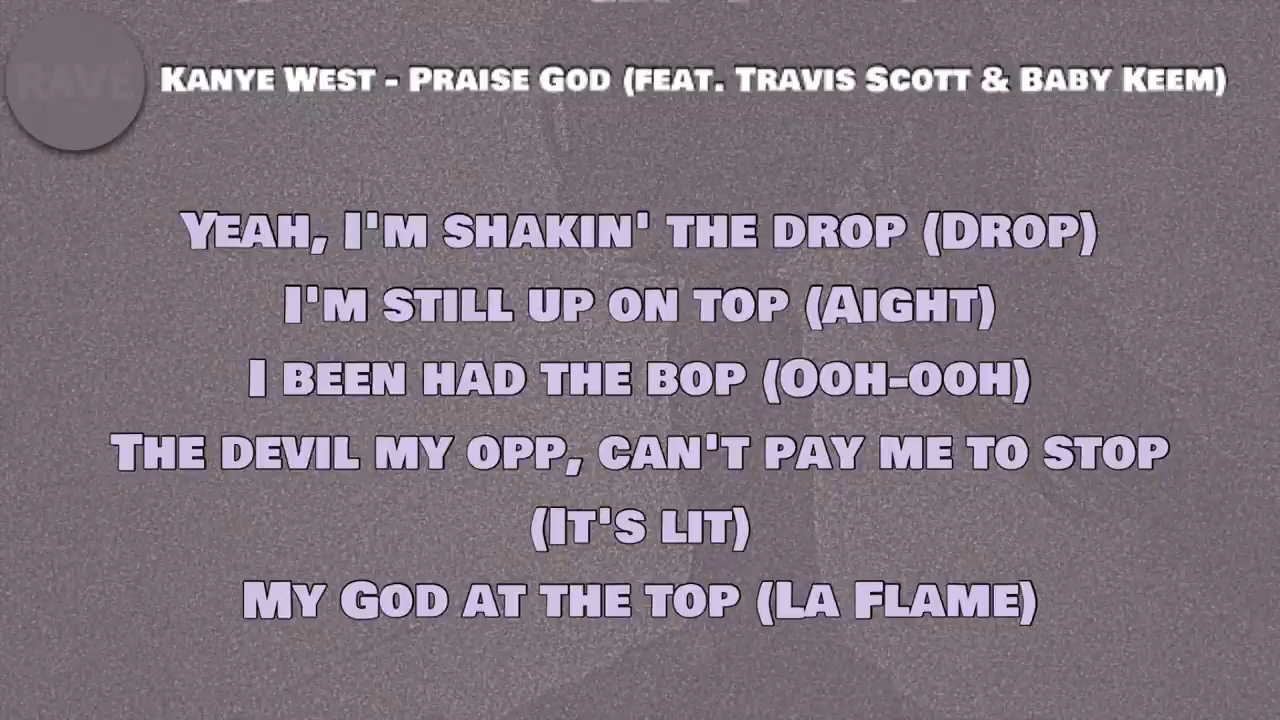 RAVE
Kanye West - Praise God (feat. Travis Scott & Baby Keem)
Yeah, I'm shakin' the drop (Drop)
I'm still up on top (Aight)
I been had the bop (Ooh-ooh)
The devil my opp, can't pay me to stop
(It's lit)
My God at the top (La Flame)